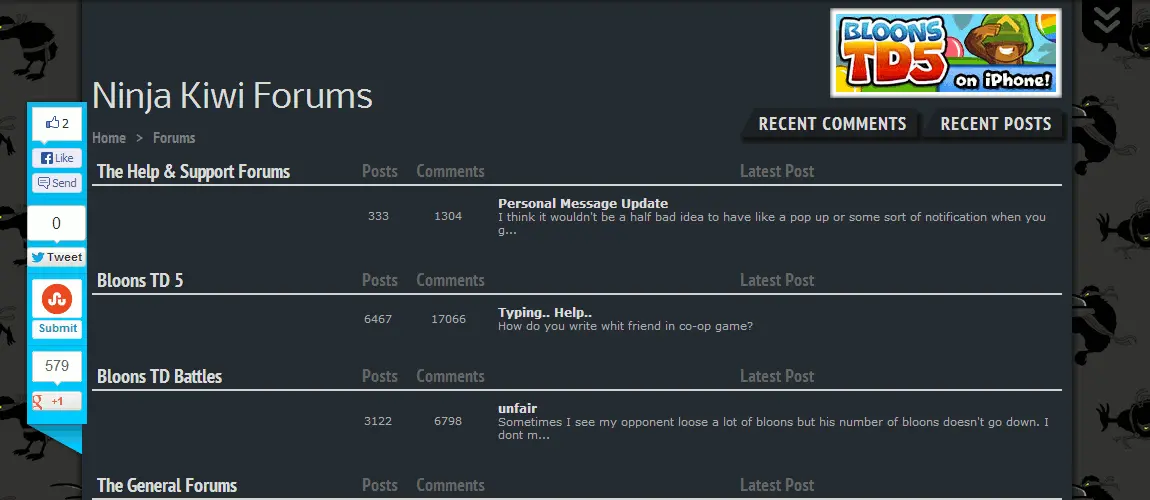 BLOONS
TD5
on iPhone!
Ninja Kiwi Forums
Home > Forums
RECENT COMMENTS
RECENT POSTS
2
Like
Send
0
Tweet
Submit
579
g +1
The Help & Support Forums Posts Comments Latest Post
333 1304 Personal Message Update
I think it wouldn't be a half bad idea to have like a pop up or some sort of notification when you
g...
Bloons TD 5 Posts Comments Latest Post
6467 17066 Typing.. Help..
How do you write whit friend in co-op game?
Bloons TD Battles Posts Comments Latest Post
3122 6798 unfair
Sometimes I see my opponent loose a lot of bloons but his number of bloons doesn't go down. I
dont m...
The General Forums Posts Comments Latest Post